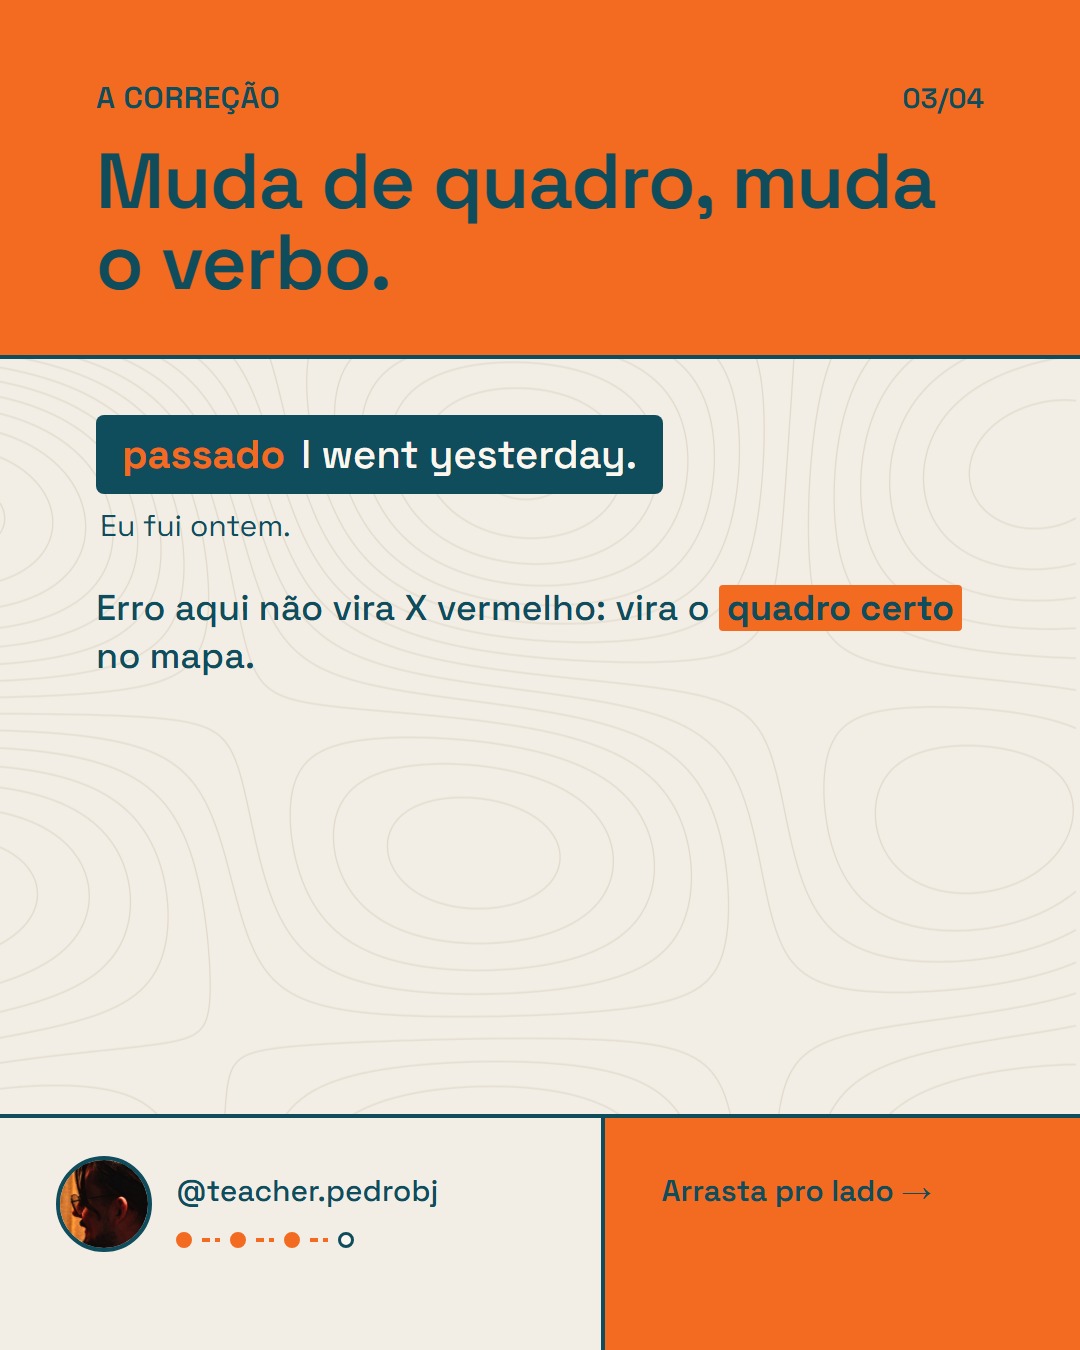 A CORREÇÃO
03/04
Muda de quadro, muda
o verbo.
passado I went yesterday.
Eu fui ontem.
Erro aqui não vira X vermelho: vira o quadro certo
no mapa.
@teacher.pedrobj
Arrasta pro lado →